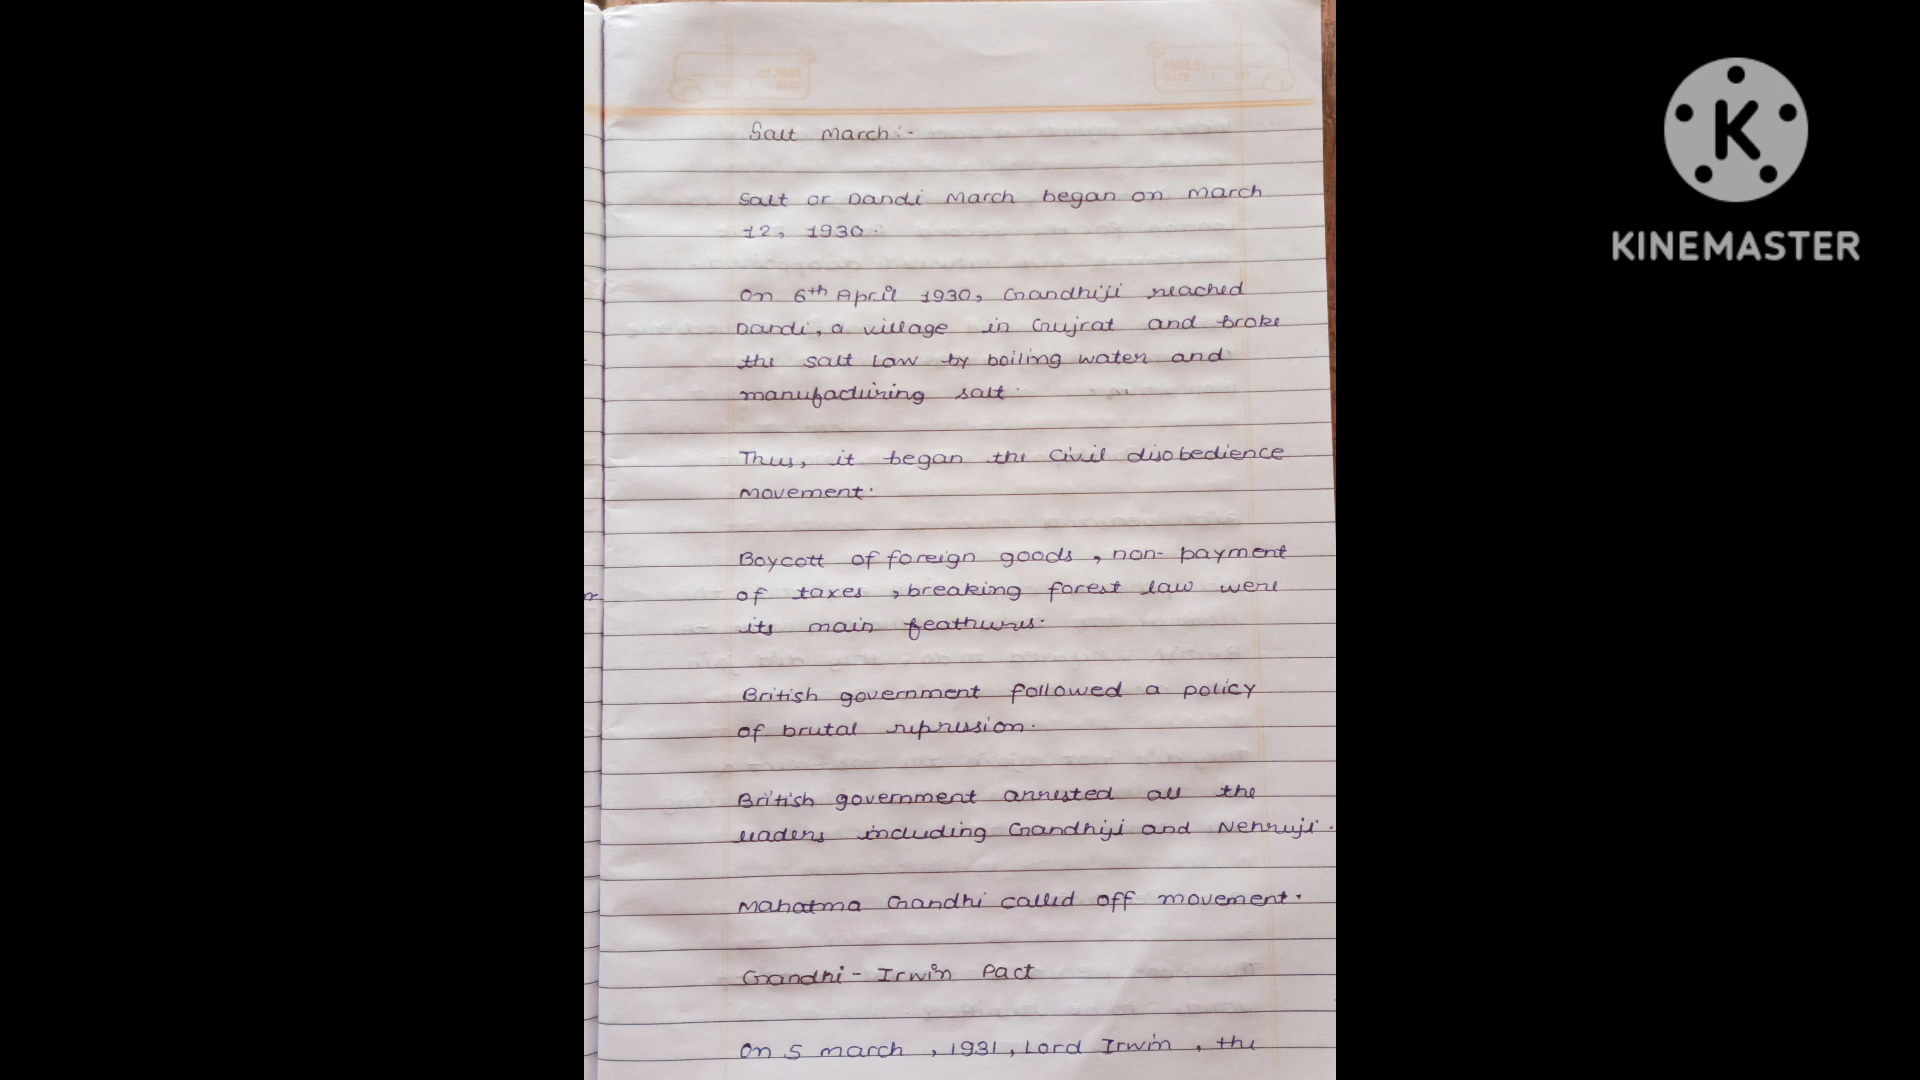 Salt March:-
Salt or Dandi March began on March
12, 1930.
On 6th April 1930, Gandhiji reached
Dandi, a village in Gujrat and broke
the salt law by boiling water and
manufacturing salt.
Thus, it began the Civil disobedience
movement.
Boycott of foreign goods, non-payment
of taxes, breaking forest law were
its main feathures.
British government followed a policy
of brutal repression.
British government arrested all the
leaders including Gandhiji and Nehruji.
Mahatma Gandhi called off movement.
Gandhi-Irwin Pact
On 5 march, 1931, Lord Irwin, the
K
KINEMASTER